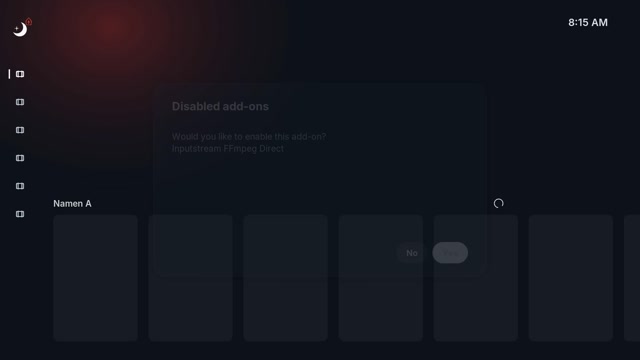 8:15 AM
Disabled add-ons
Would you like to enable this add-on?
Inputstream FFmpeg Direct
Namen A
No
Yes